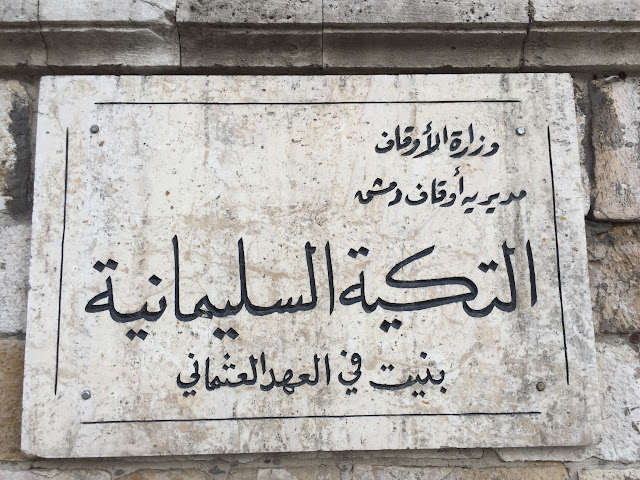 وزارة الأوقاف
مديرية أوقاف دمشق
التكية السليمانية
بنيت في العهد العثماني